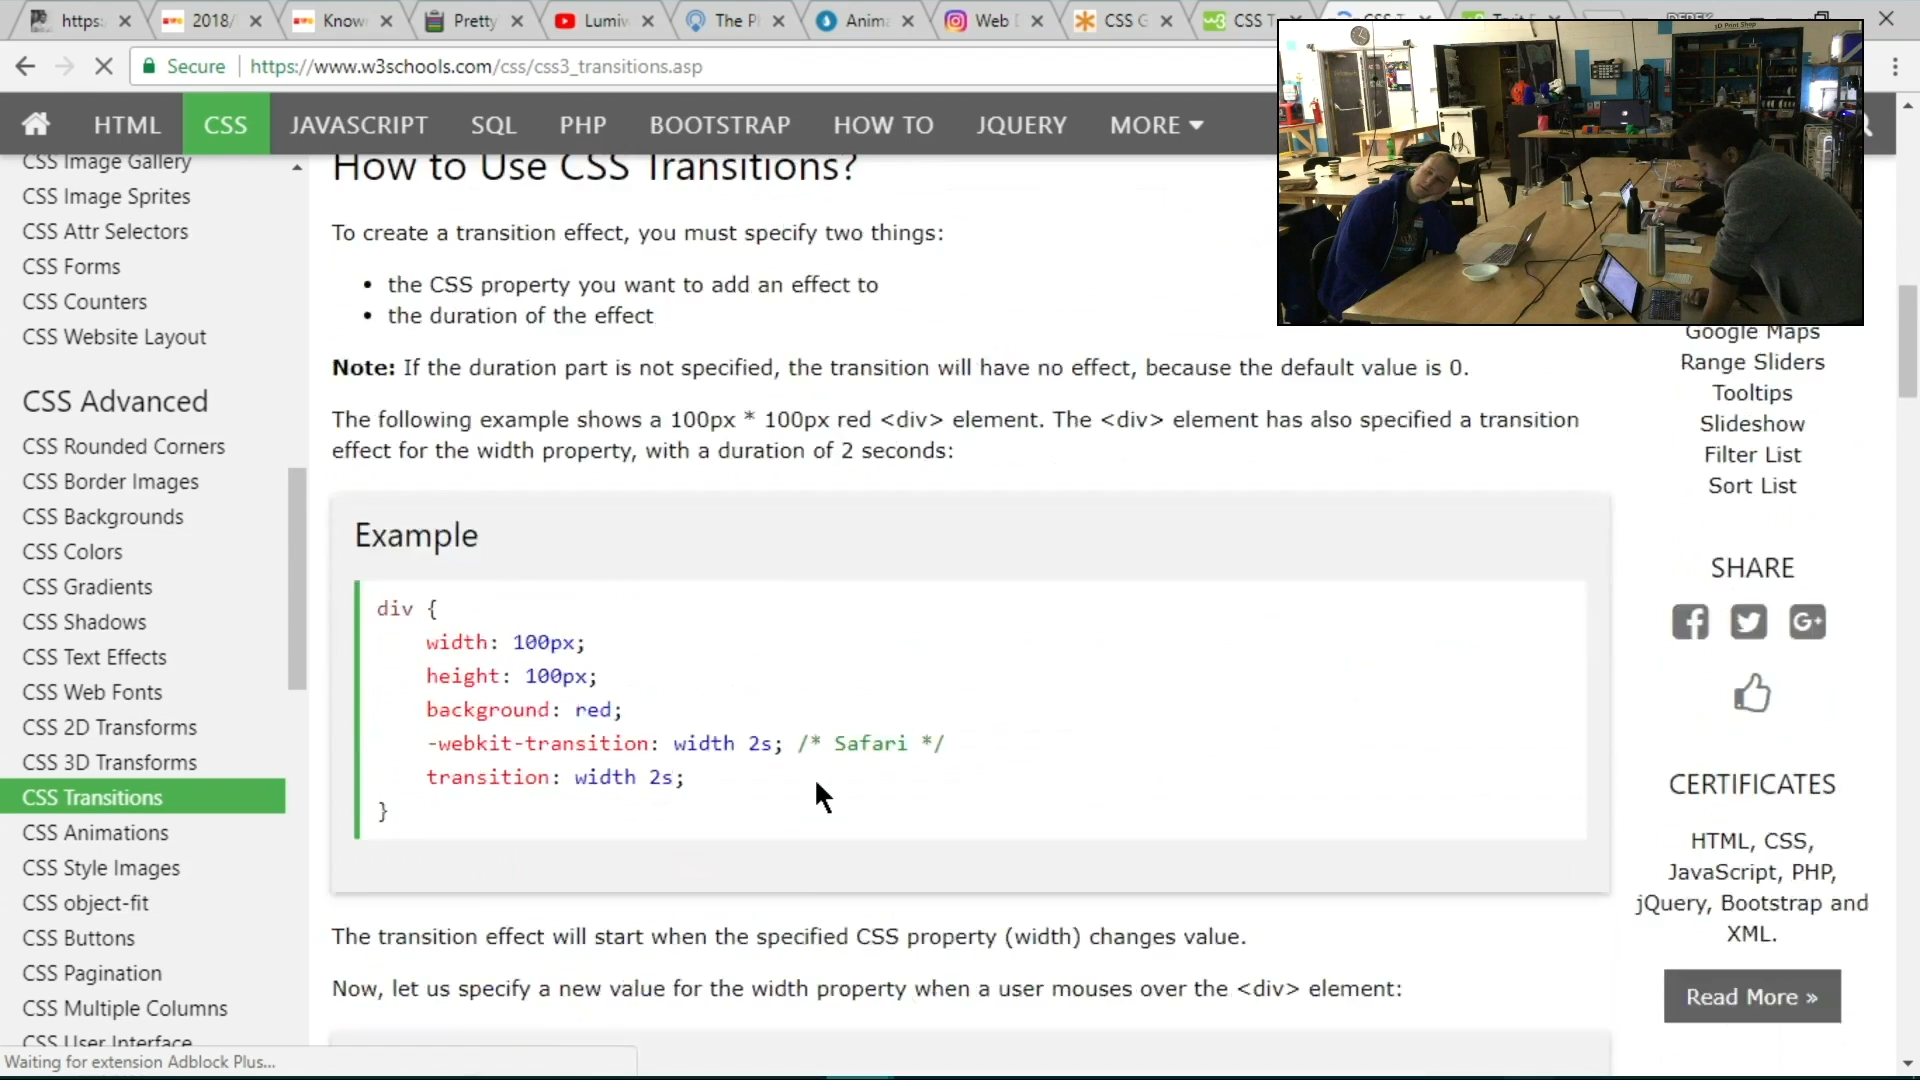 https:
2018/
Know
Pretty
Lumiv
The P
Anim
Web
CSS G
CSS T
Secure
https://www.w3schools.com/css/css3_transitions.asp
3D Print Shop
HTML
CSS
JAVASCRIPT
SQL
PHP
BOOTSTRAP
HOW TO
JQUERY
MORE
CSS Image Gallery
CSS Image Sprites
CSS Attr Selectors
CSS Forms
CSS Counters
CSS Website Layout
CSS Advanced
CSS Rounded Corners
CSS Border Images
CSS Backgrounds
CSS Colors
CSS Gradients
CSS Shadows
CSS Text Effects
CSS Web Fonts
CSS 2D Transforms
CSS 3D Transforms
CSS Transitions
CSS Animations
CSS Style Images
CSS object-fit
CSS Buttons
CSS Pagination
CSS Multiple Columns
CSS User Interface
Waiting for extension Adblock Plus...
How to Use CSS Transitions?
To create a transition effect, you must specify two things:
• the CSS property you want to add an effect to
• the duration of the effect
Note: If the duration part is not specified, the transition will have no effect, because the default value is 0.
The following example shows a 100px * 100px red <div> element. The <div> element has also specified a transition
effect for the width property, with a duration of 2 seconds:
Example
div {
width: 100px;
height: 100px;
background: red;
-webkit-transition: width 2s; /* Safari */
transition: width 2s;
}
The transition effect will start when the specified CSS property (width) changes value.
Now, let us specify a new value for the width property when a user mouses over the <div> element:
Google Maps
Range Sliders
Tooltips
Slideshow
Filter List
Sort List
SHARE
CERTIFICATES
HTML, CSS,
JavaScript, PHP,
jQuery, Bootstrap and
XML.
Read More »